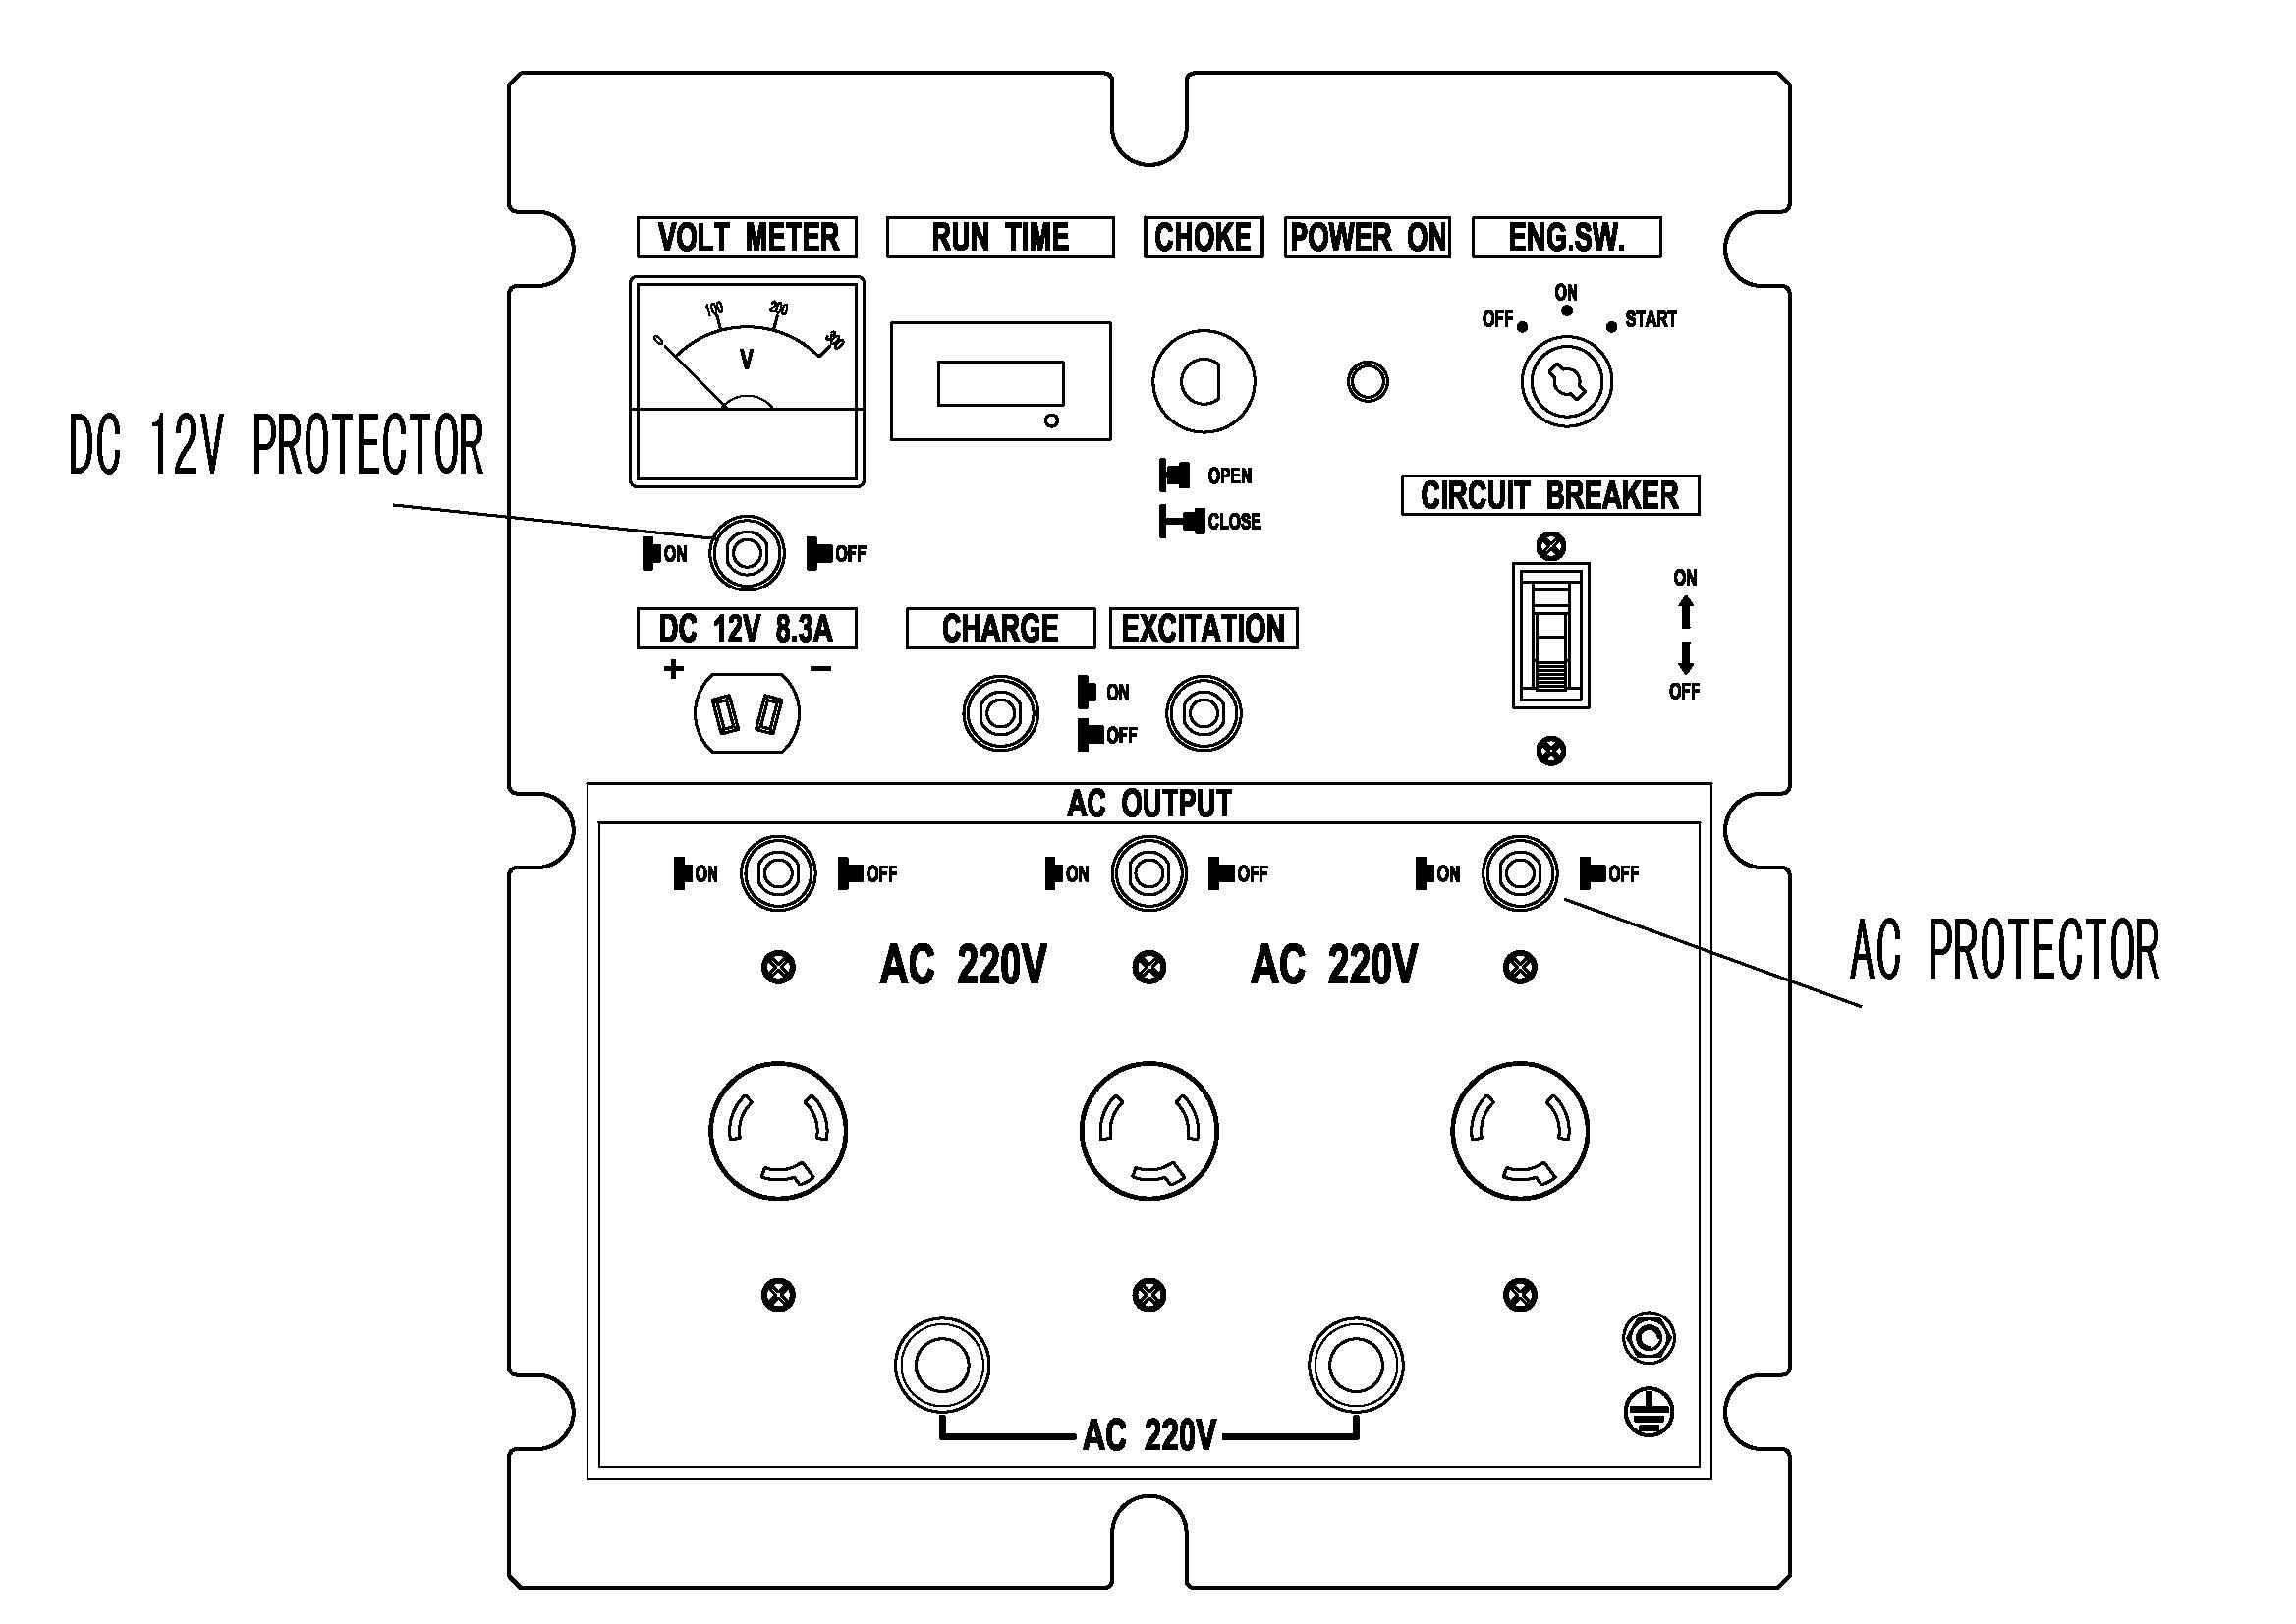 VOLT METER
RUN TIME
CHOKE
POWER ON
ENG.SW.
0 100 200 300
V
OFF
ON
START
DC 12V PROTECTOR
OPEN
CLOSE
CIRCUIT BREAKER
ON
OFF
ON
OFF
DC 12V 8.3A
+ −
CHARGE
EXCITATION
ON
OFF
AC OUTPUT
ON
OFF
ON
OFF
ON
OFF
AC 220V
AC 220V
AC PROTECTOR
AC 220V